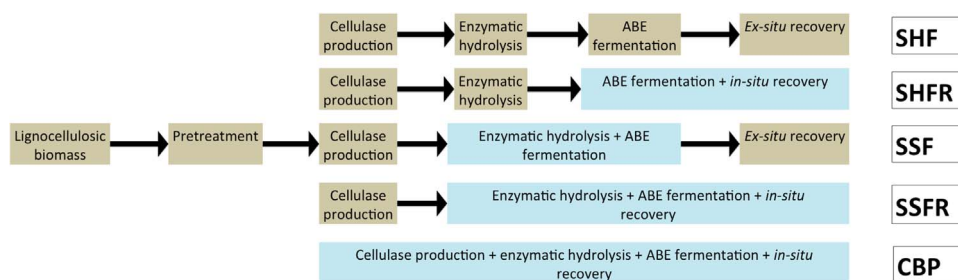 Cellulase
production
Enzymatic
hydrolysis
ABE
fermentation
Ex-situ recovery
SHF
Cellulase
production
Enzymatic
hydrolysis
ABE fermentation + in-situ recovery
SHFR
Lignocellulosic
biomass
Pretreatment
Cellulase
production
Enzymatic hydrolysis + ABE
fermentation
Ex-situ recovery
SSF
Cellulase
production
Enzymatic hydrolysis + ABE fermentation + in-situ
recovery
SSFR
Cellulase production + enzymatic hydrolysis + ABE fermentation + in-situ
recovery
CBP